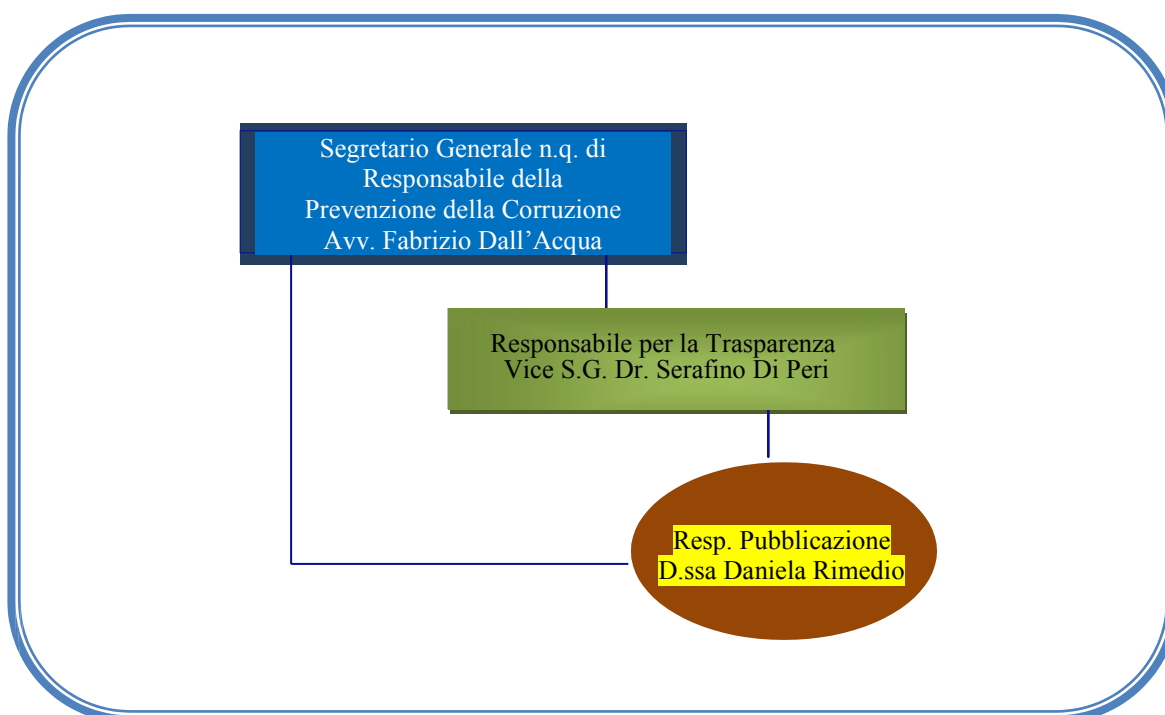 Segretario Generale n.q. di
Responsabile della
Prevenzione della Corruzione
Avv. Fabrizio Dall’Acqua
Responsabile per la Trasparenza
Vice S.G. Dr. Serafino Di Peri
Resp. Pubblicazione
D.ssa Daniela Rimedio